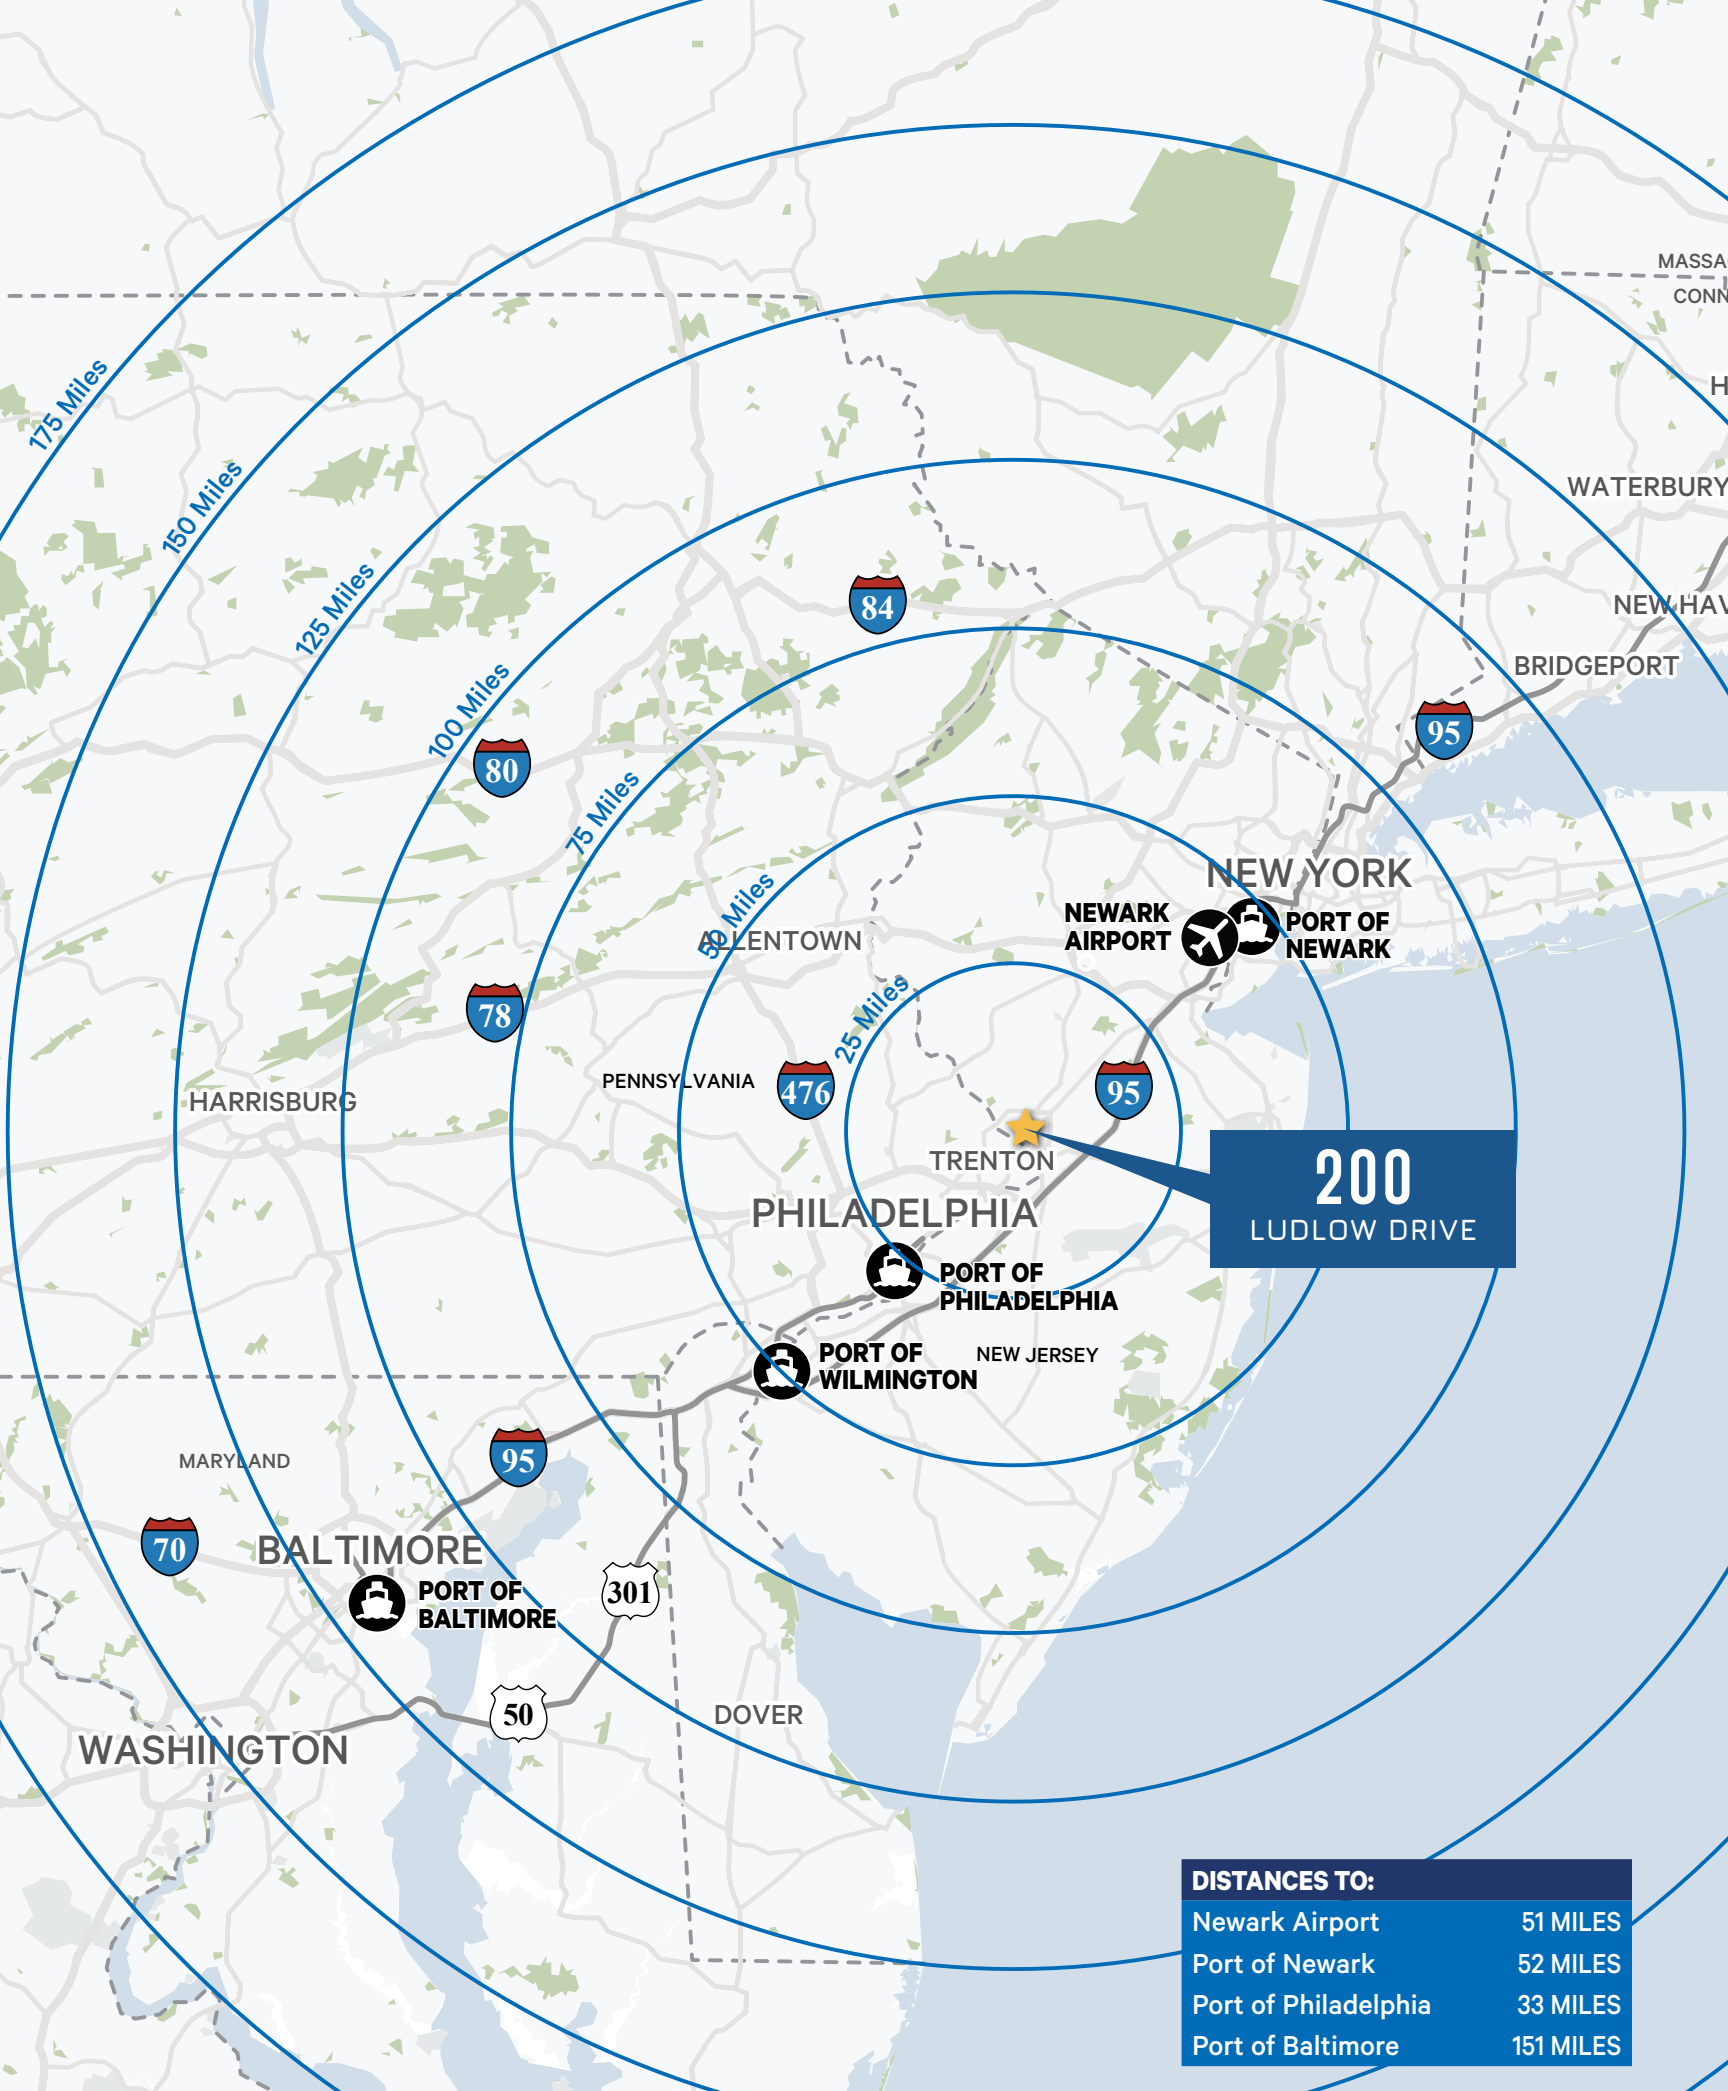 MASSA
CONN
175 Miles
H
150 Miles
WATERBURY
125 Miles
84
NEW HAV
100 Miles
BRIDGEPORT
95
80
75 Miles
NEW YORK
50 Miles
NEWARK
AIRPORT
PORT OF
NEWARK
ALLENTOWN
25 Miles
78
PENNSYLVANIA
476
95
HARRISBURG
TRENTON
200
LUDLOW DRIVE
PHILADELPHIA
PORT OF
PHILADELPHIA
PORT OF
WILMINGTON
NEW JERSEY
95
MARYLAND
70
BALTIMORE
PORT OF
BALTIMORE
301
50
DOVER
WASHINGTON
DISTANCES TO:
Newark Airport 51 MILES
Port of Newark 52 MILES
Port of Philadelphia 33 MILES
Port of Baltimore 151 MILES